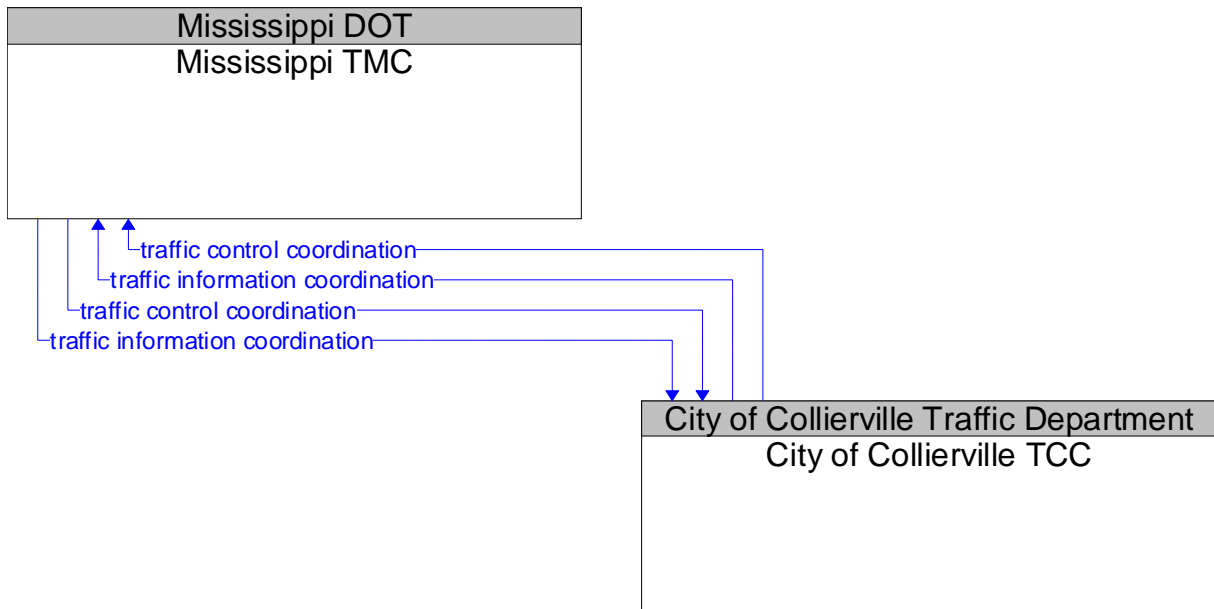 Mississippi DOT
Mississippi TMC
traffic control coordination
traffic information coordination
traffic control coordination
traffic information coordination
City of Collierville Traffic Department
City of Collierville TCC